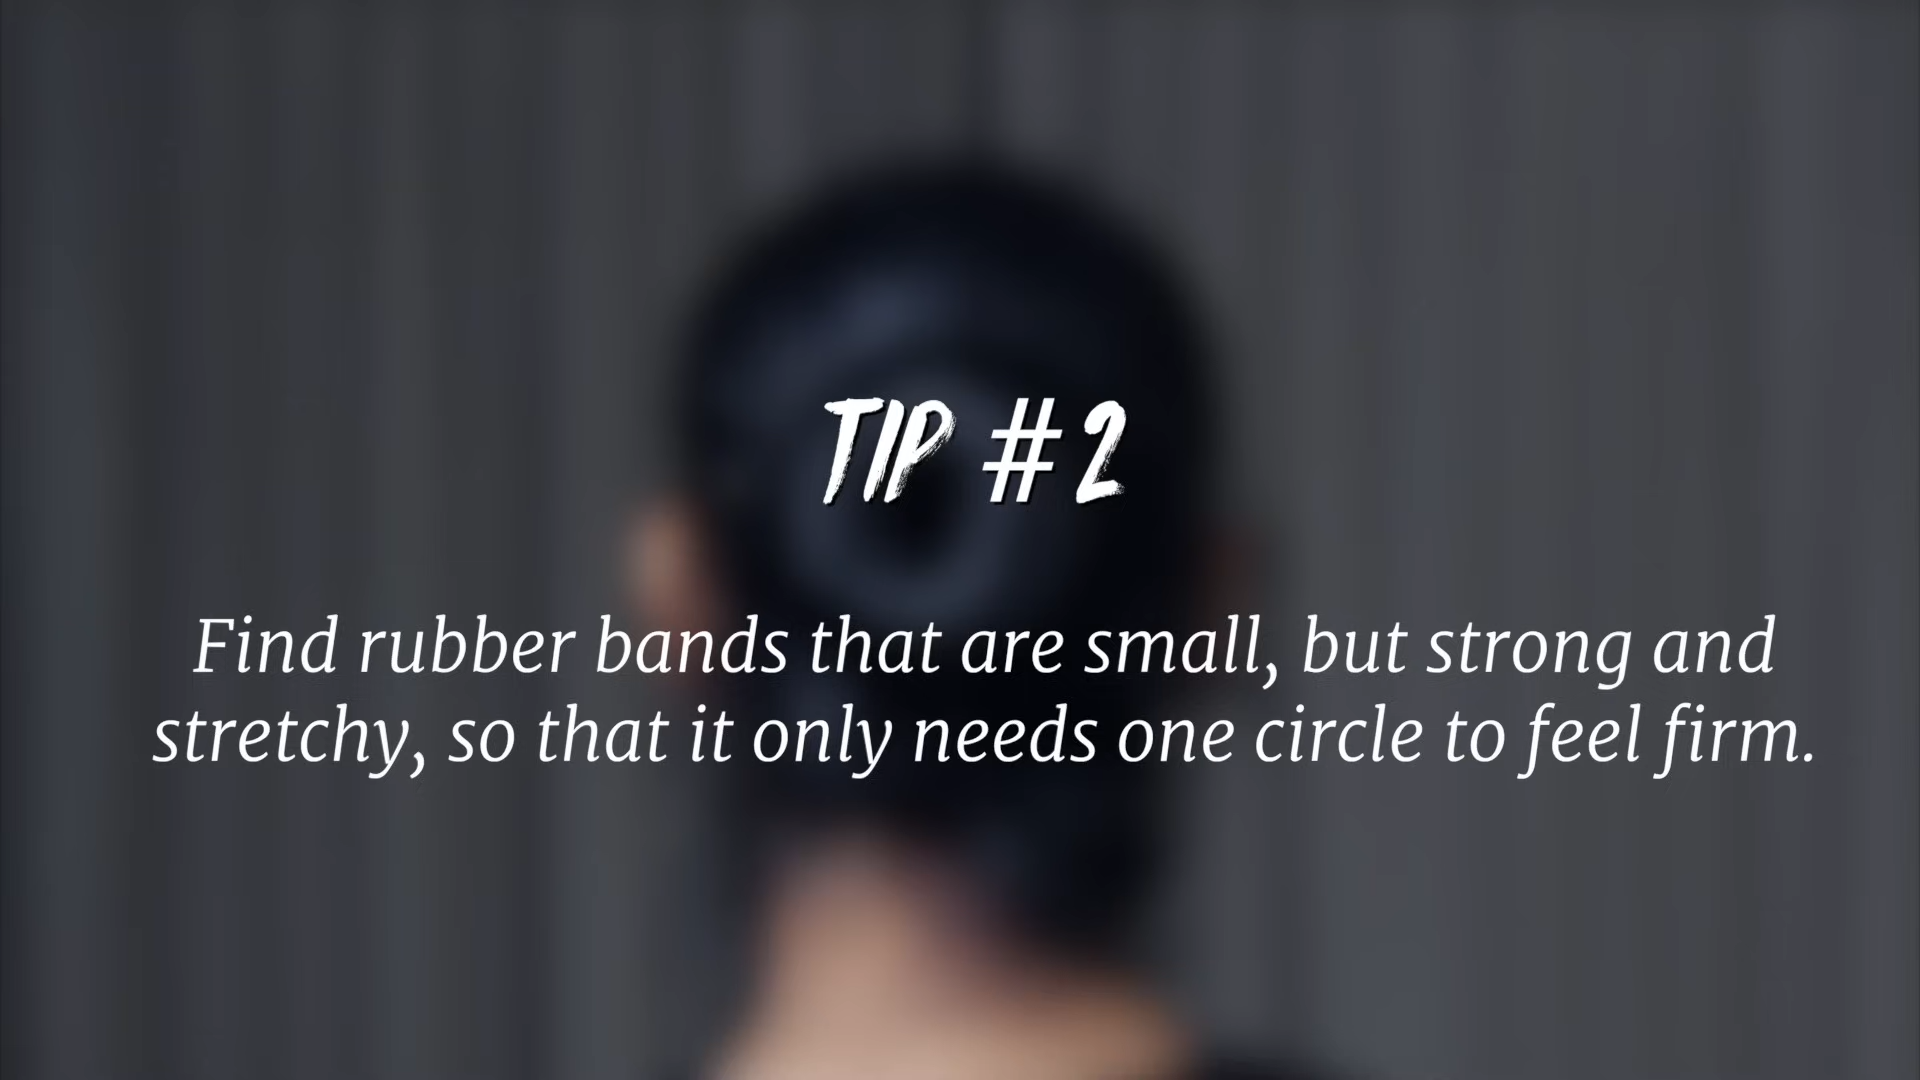 TIP #2
Find rubber bands that are small, but strong and
stretchy, so that it only needs one circle to feel firm.